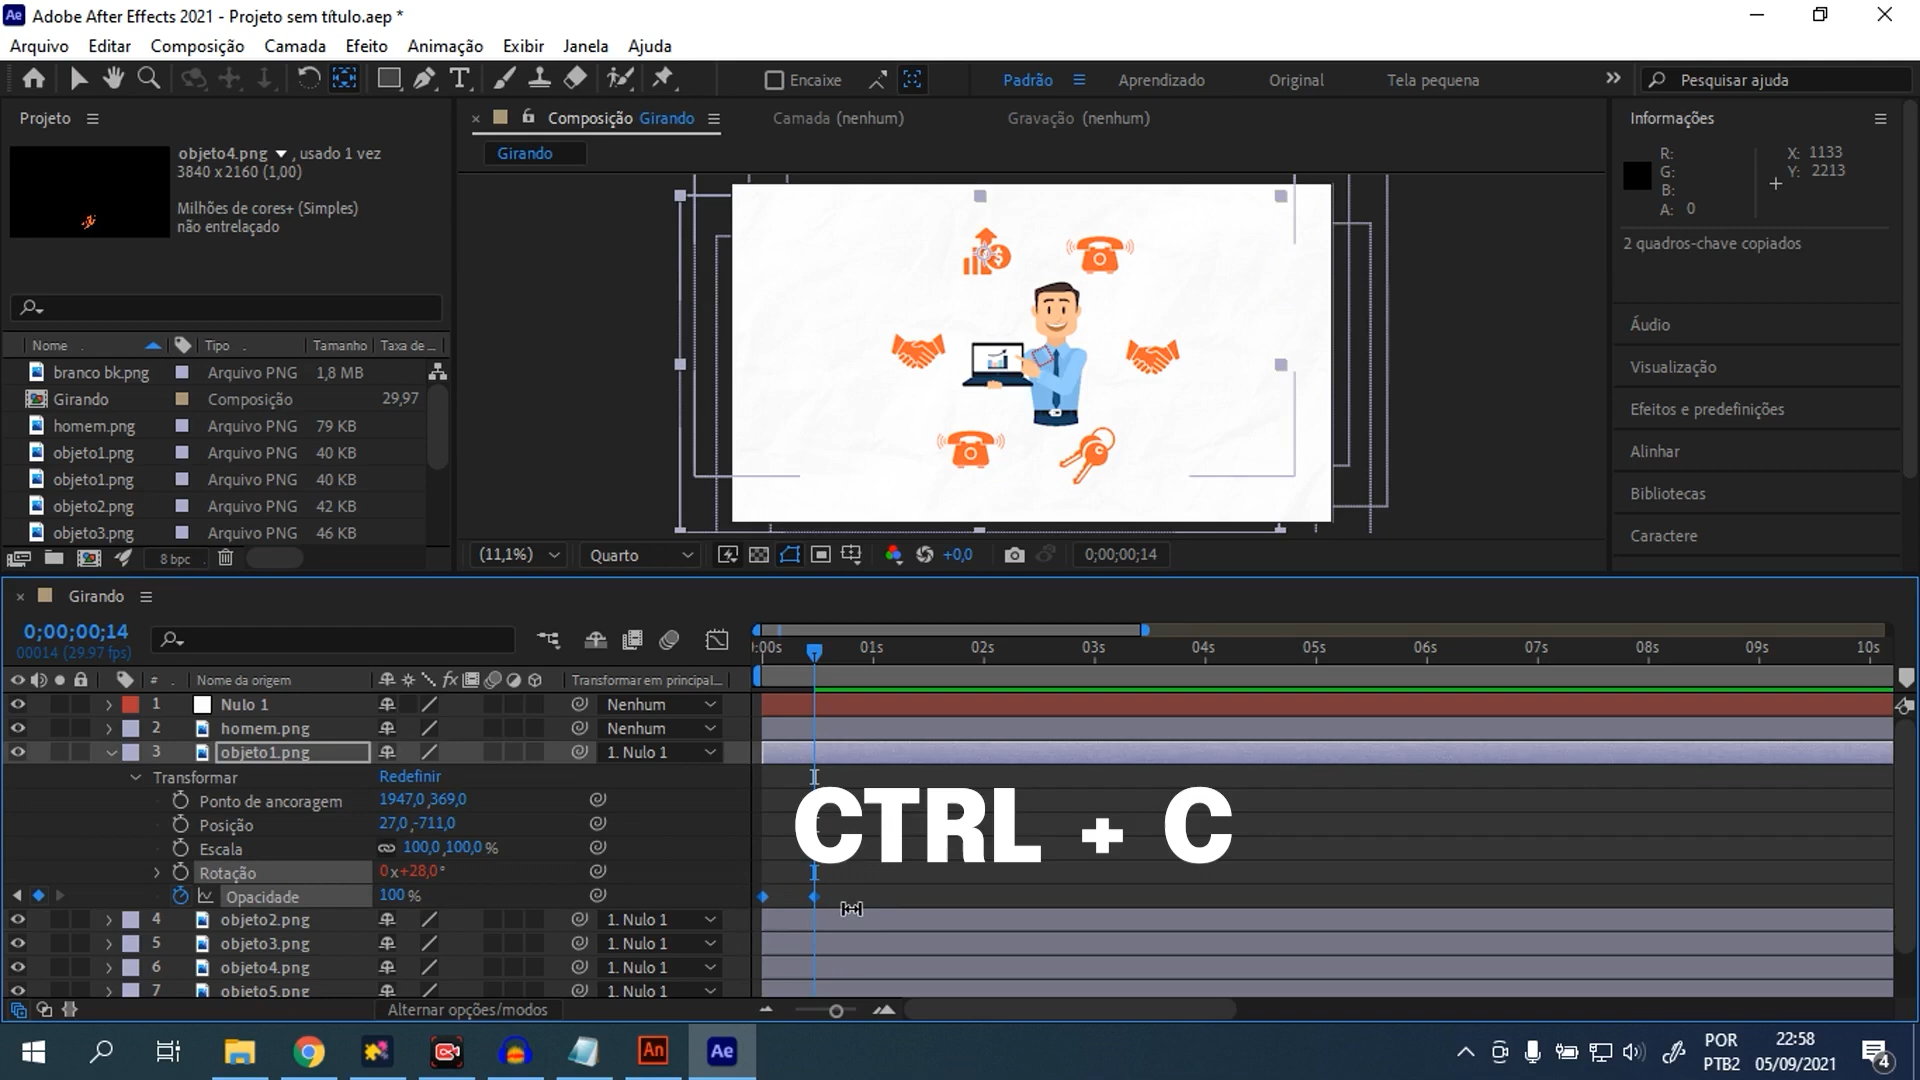 Adobe After Effects 2021 - Projeto sem título.aep *
Arquivo Editar Composição Camada Efeito Animação Exibir Janela Ajuda
Encaixe Padrão Aprendizado Original Tela pequena Pesquisar ajuda
Projeto
objeto4.png , usado 1 vez
3840 x 2160 (1,00)
Milhões de cores+ (Simples)
não entrelaçado
Nome Tipo Tamanho Taxa de ...
branco bk.png Arquivo PNG 1,8 MB
Girando Composição 29,97
homem.png Arquivo PNG 79 KB
objeto1.png Arquivo PNG 40 KB
objeto1.png Arquivo PNG 40 KB
objeto2.png Arquivo PNG 42 KB
objeto3.png Arquivo PNG 46 KB
8 bpc
Composição Girando Camada (nenhum) Gravação (nenhum)
Girando
(11,1%) Quarto +0,0 0;00;00;14
Informações
R: X: 1133
G: Y: 2213
B:
A: 0
2 quadros-chave copiados
Áudio
Visualização
Efeitos e predefinições
Alinhar
Bibliotecas
Caractere
Girando
0;00;00;14
00014 (29.97 fps)
:00s 01s 02s 03s 04s 05s 06s 07s 08s 09s 10s
# Nome da origem fx Transformar em principal...
1 Nulo 1 Nenhum
2 homem.png Nenhum
3 objeto1.png 1. Nulo 1
Transformar Redefinir
Ponto de ancoragem 1947,0,369,0
Posição 27,0,-711,0
Escala 100,0,100,0 %
Rotação 0x+28,0°
Opacidade 100 %
CTRL + C
4 objeto2.png 1. Nulo 1
5 objeto3.png 1. Nulo 1
6 objeto4.png 1. Nulo 1
7 objeto5.png 1. Nulo 1
Alternar opções/modos
An Ae
POR 22:58
PTB2 05/09/2021
4